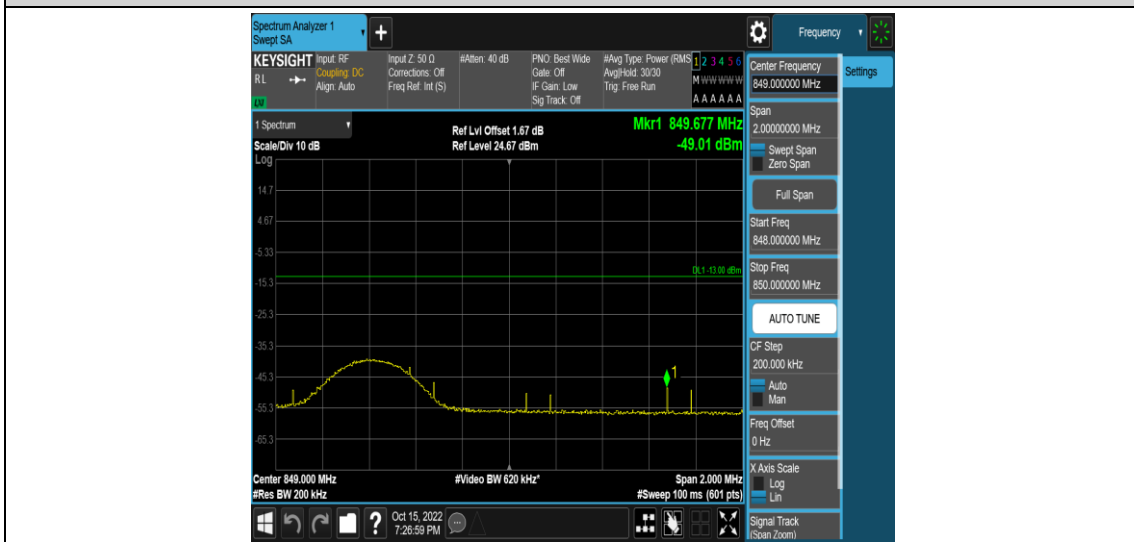 Spectrum Analyzer 1
Swept SA
+
Frequency
KEYSIGHT
RL
Input: RF
Coupling: DC
Align: Auto
Input Z: 50 Ω
Corrections: Off
Freq Ref: Int (S)
#Atten: 40 dB
PNO: Best Wide
Gate: Off
IF Gain: Low
Sig Track: Off
#Avg Type: Power (RMS
Avg|Hold: 30/30
Trig: Free Run
1 2 3 4 5 6
M W W W W W
A A A A A A
1 Spectrum
Scale/Div 10 dB
Log
Ref Lvl Offset 1.67 dB
Ref Level 24.67 dBm
Mkr1 849.677 MHz
-49.01 dBm
14.7
4.67
-5.33
DL1 -13.00 dBm
-15.3
-25.3
-35.3
1
-45.3
-55.3
-65.3
Center 849.000 MHz
#Res BW 200 kHz
#Video BW 620 kHz*
Span 2.000 MHz
#Sweep 100 ms (601 pts)
?
Oct 15, 2022
7:26:59 PM
Center Frequency
849.000000 MHz
Settings
Span
2.00000000 MHz
Swept Span
Zero Span
Full Span
Start Freq
848.000000 MHz
Stop Freq
850.000000 MHz
AUTO TUNE
CF Step
200.000 kHz
Auto
Man
Freq Offset
0 Hz
X Axis Scale
Log
Lin
Signal Track
(Span Zoom)